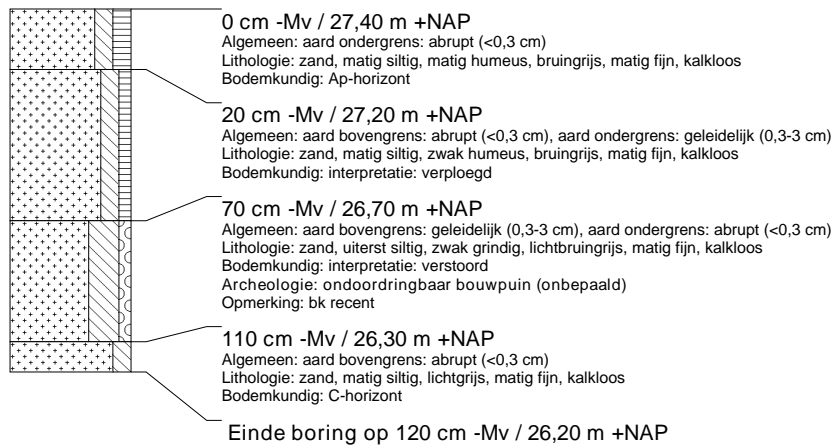 0 cm -Mv / 27,40 m +NAP
Algemeen: aard ondergrens: abrupt (<0,3 cm)
Lithologie: zand, matig siltig, matig humeus, bruingrijs, matig fijn, kalkloos
Bodemkundig: Ap-horizont
20 cm -Mv / 27,20 m +NAP
Algemeen: aard bovengrens: abrupt (<0,3 cm), aard ondergrens: geleidelijk (0,3-3 cm)
Lithologie: zand, matig siltig, zwak humeus, bruingrijs, matig fijn, kalkloos
Bodemkundig: interpretatie: verploegd
70 cm -Mv / 26,70 m +NAP
Algemeen: aard bovengrens: geleidelijk (0,3-3 cm), aard ondergrens: abrupt (<0,3 cm)
Lithologie: zand, uiterst siltig, zwak grindig, lichtbruingrijs, matig fijn, kalkloos
Bodemkundig: interpretatie: verstoord
Archeologie: ondoordringbaar bouwpuin (onbepaald)
Opmerking: bk recent
110 cm -Mv / 26,30 m +NAP
Algemeen: aard bovengrens: abrupt (<0,3 cm)
Lithologie: zand, matig siltig, lichtgrijs, matig fijn, kalkloos
Bodemkundig: C-horizont
Einde boring op 120 cm -Mv / 26,20 m +NAP